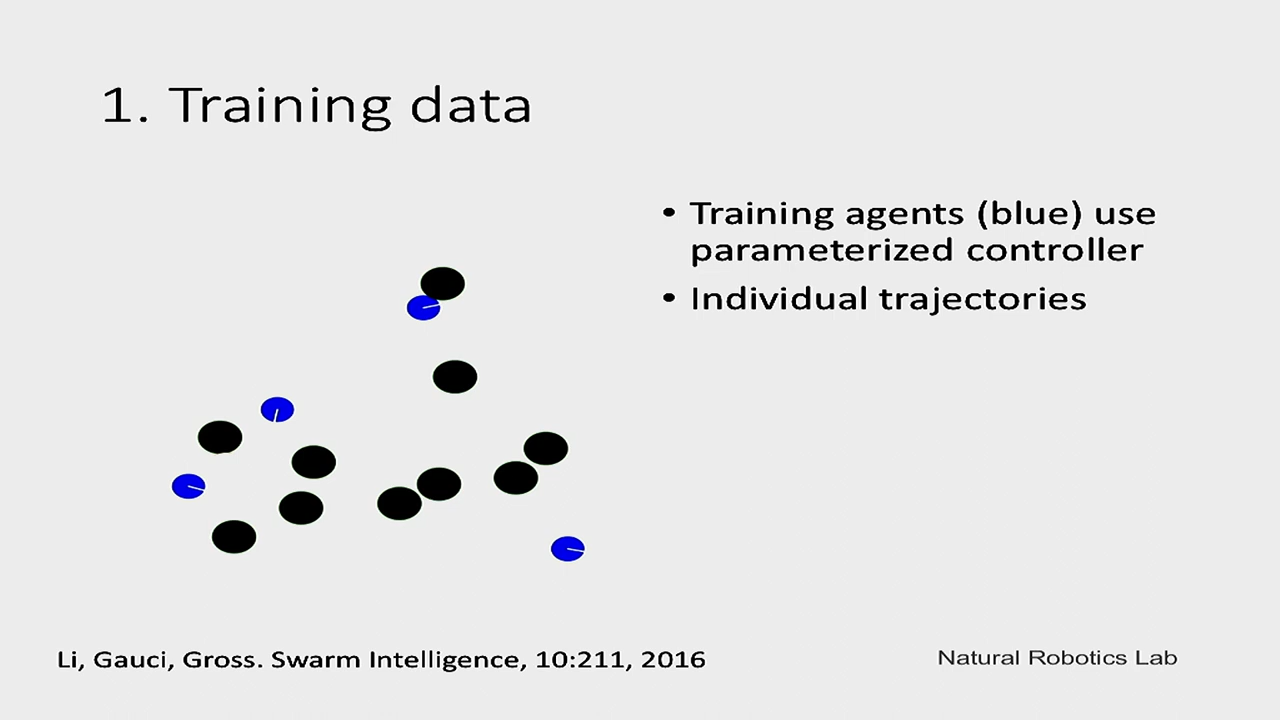 1. Training data
• Training agents (blue) use
parameterized controller
• Individual trajectories
Li, Gauci, Gross. Swarm Intelligence, 10:211, 2016
Natural Robotics Lab